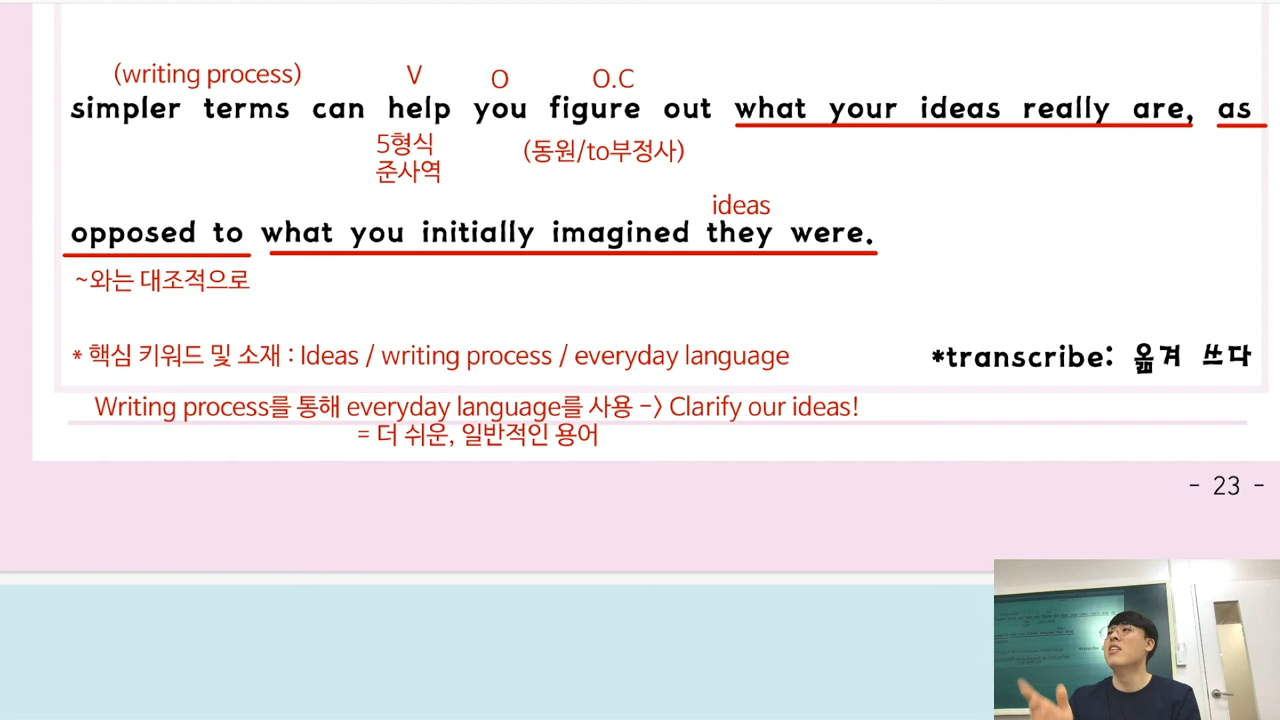 (writing process) V O O.C
simpler terms can help you figure out what your ideas really are, as
5형식 (동원/to부정사)
준사역
ideas
opposed to what you initially imagined they were.
~와는 대조적으로
* 핵심 키워드 및 소재 : Ideas / writing process / everyday language *transcribe: 옮겨 쓰다
Writing process를 통해 everyday language를 사용 -> Clarify our ideas!
= 더 쉬운, 일반적인 용어
- 23 -